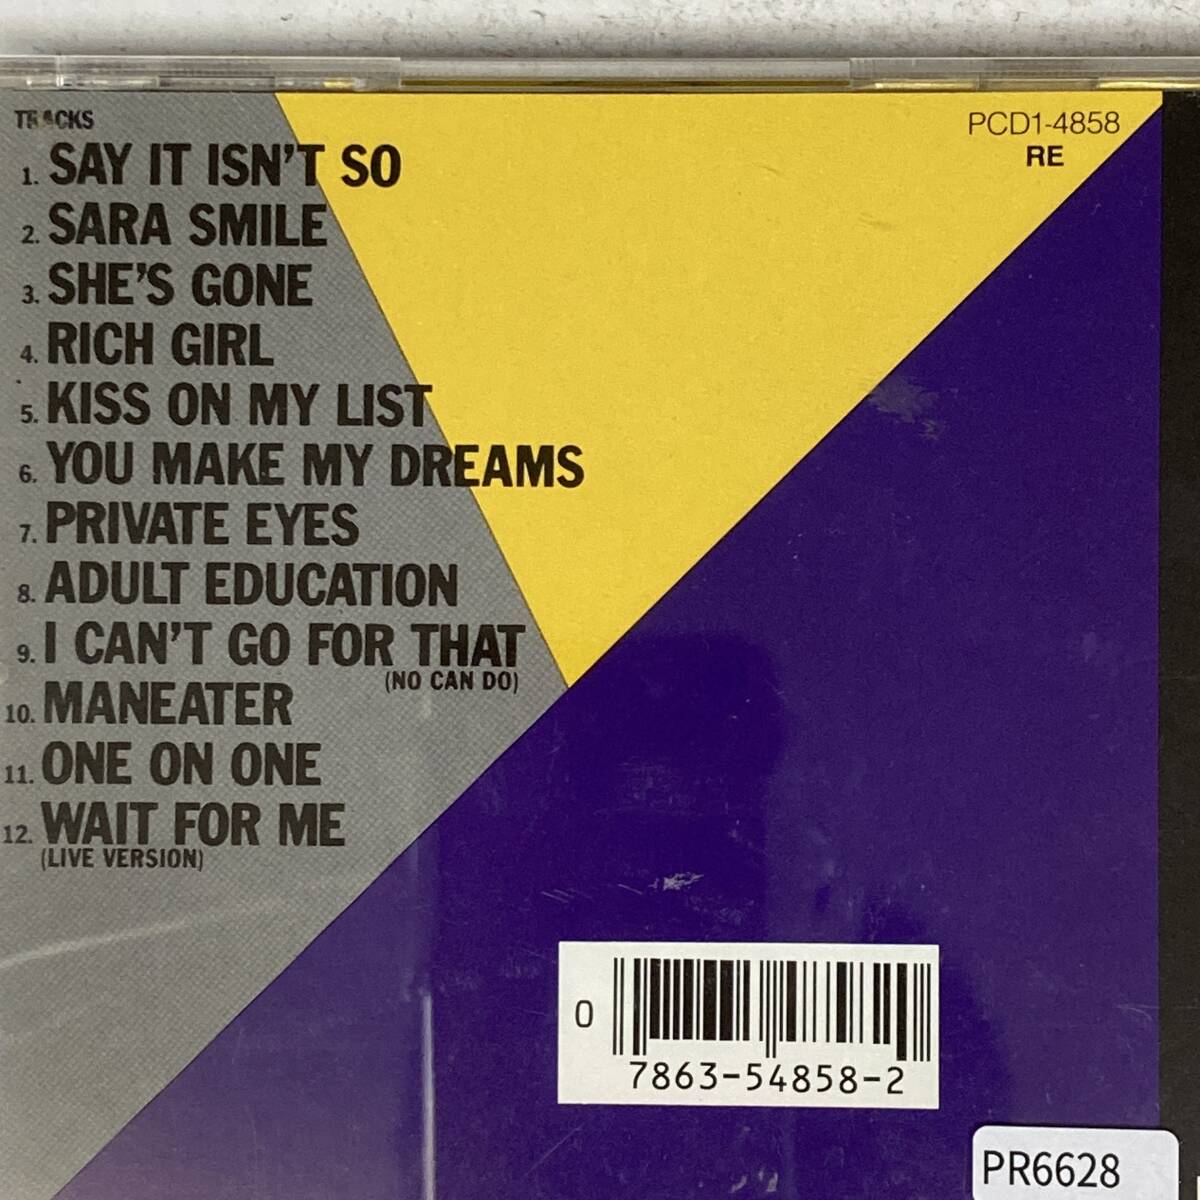 TRACKS
1. SAY IT ISN'T SO
2. SARA SMILE
3. SHE'S GONE
4. RICH GIRL
5. KISS ON MY LIST
6. YOU MAKE MY DREAMS
7. PRIVATE EYES
8. ADULT EDUCATION
9. I CAN'T GO FOR THAT
(NO CAN DO)
10. MANEATER
11. ONE ON ONE
12. WAIT FOR ME
(LIVE VERSION)
PCD1-4858
RE
0
7863-54858-2
PR6628